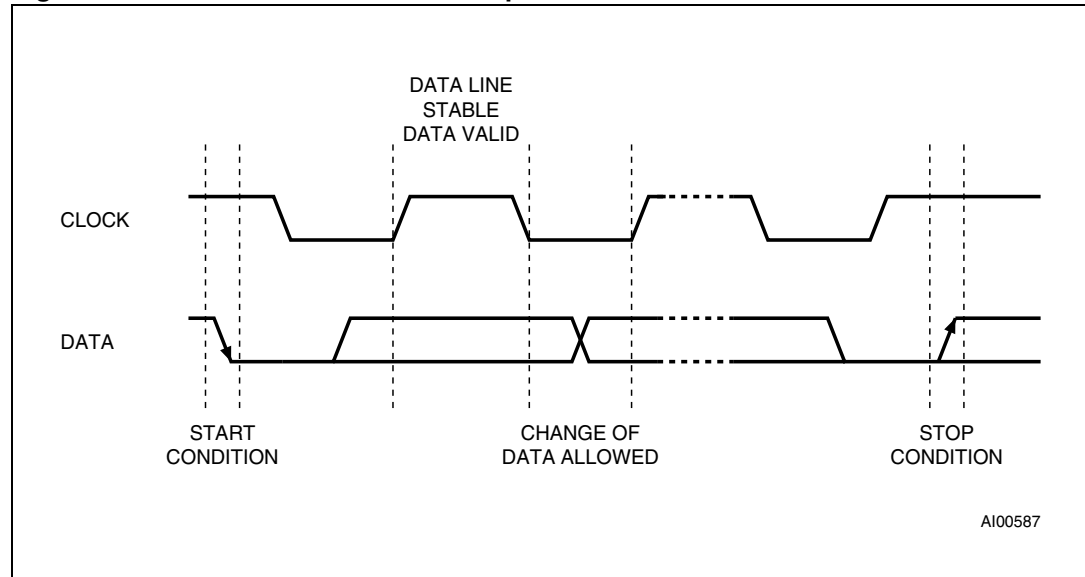 DATA LINE
STABLE
DATA VALID
CLOCK
DATA
START
CONDITION
CHANGE OF
DATA ALLOWED
STOP
CONDITION
AI00587